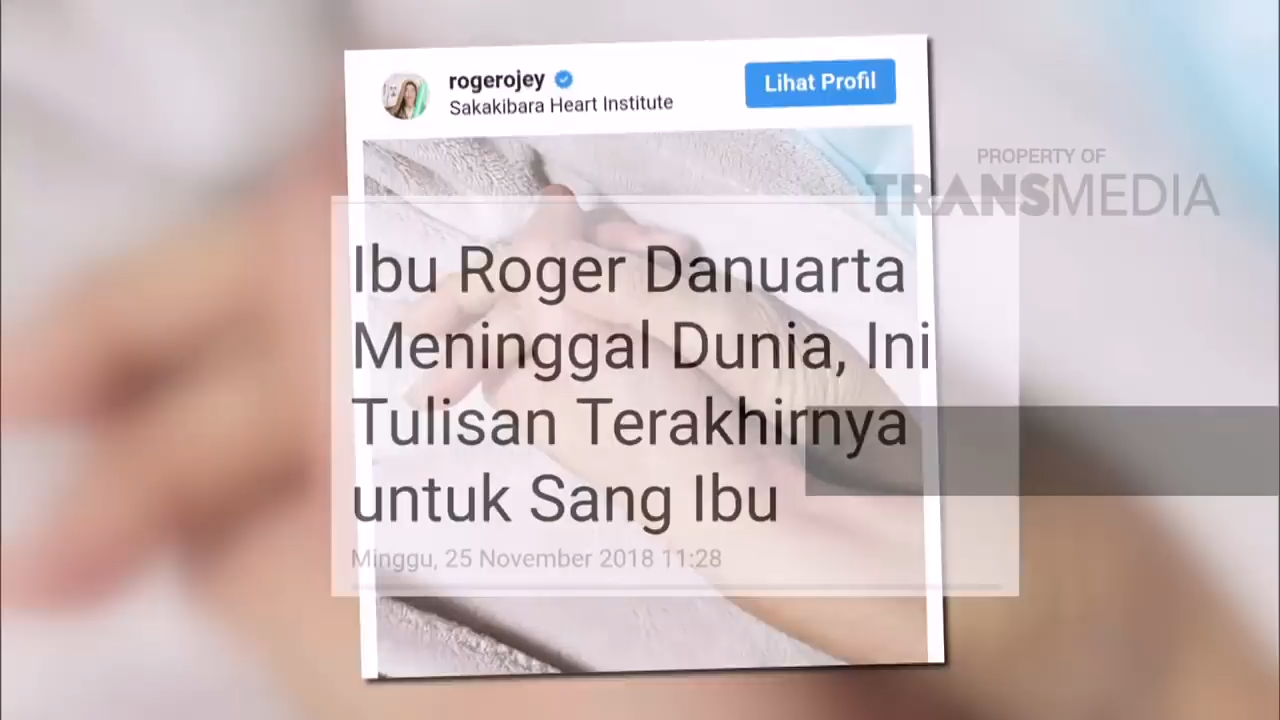 rogerojey
Sakakibara Heart Institute
Lihat Profil
PROPERTY OF
TRANSMEDIA
Ibu Roger Danuarta
Meninggal Dunia, Ini
Tulisan Terakhirnya
untuk Sang Ibu
Minggu, 25 November 2018 11:28